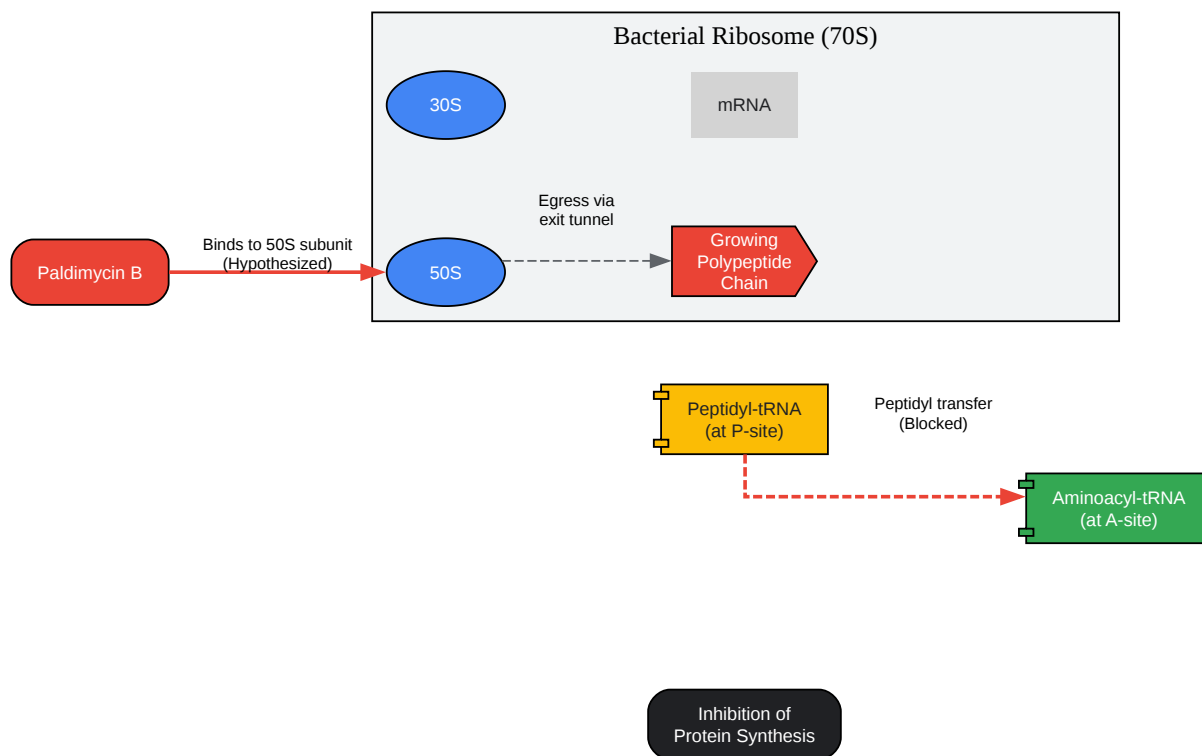 Bacterial Ribosome (70S)
30S
mRNA
Egress via
exit tunnel
Growing
Polypeptide
Chain
Binds to 50S subunit
(Hypothesized)
Paldimycin B
50S
Peptidyl-tRNA
(at P-site)
Peptidyl transfer
(Blocked)
Aminoacyl-tRNA
(at A-site)
Inhibition of
Protein Synthesis